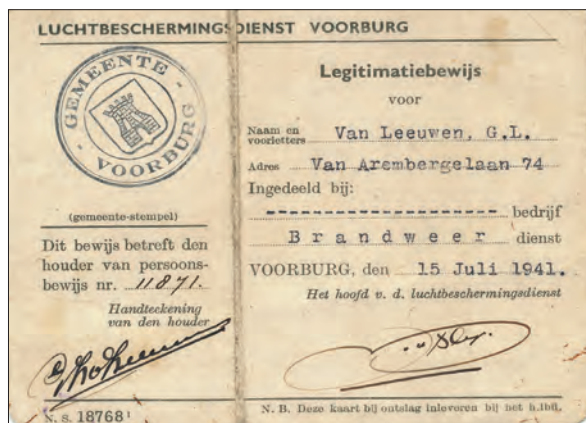 LUCHTBESCHERMINGSDIENST VOORBURG
GEMEENTE
VOORBURG
(gemeente-stempel)
Dit bewijs betreft den
houder van persoons-
bewijs nr. 11871.
Handteekening
van den houder
N. S. 18768¹
Legitimatiebewijs
voor
Naam en
voorletters Van Leeuwen, G.L.
Adres Van Arembergelaan 74
Ingedeeld bij:
------------------- bedrijf
Brandweer dienst
VOORBURG, den 15 Juli 1941.
Het hoofd v. d. luchtbeschermingsdienst
N. B. Deze kaart bij ontslag inleveren bij het h.lbd.